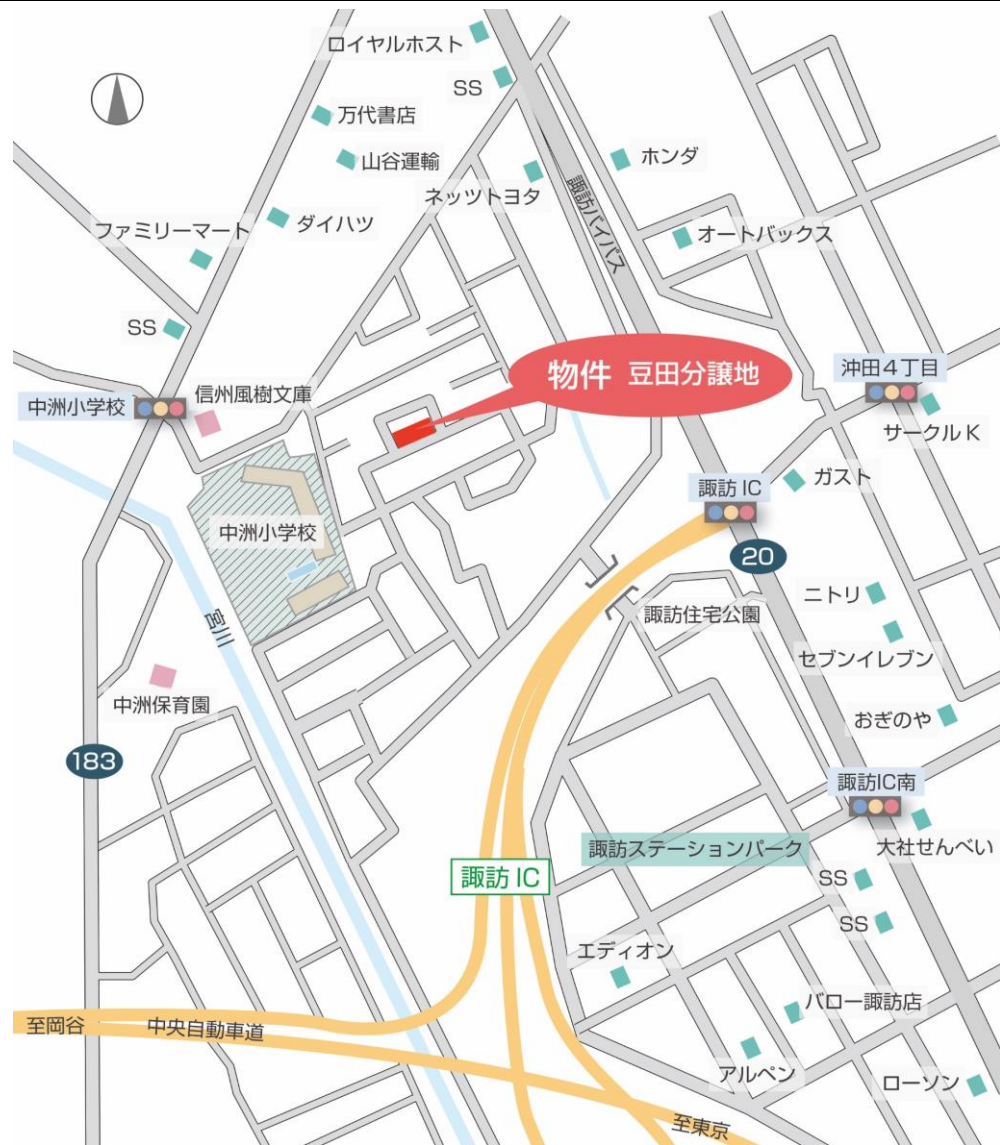 ロイヤルホスト
SS
万代書店
山谷運輸
ホンダ
ネッツトヨタ
諏訪バイパス
ダイハツ
ファミリーマート
オートバックス
SS
物件 豆田分譲地
沖田4丁目
信州風樹文庫
中洲小学校
サークルK
ガスト
諏訪 IC
中洲小学校
20
ニトリ
諏訪住宅公園
宮川
セブンイレブン
中洲保育園
おぎのや
183
諏訪IC南
大社せんべい
諏訪ステーションパーク
諏訪 IC
SS
SS
エディオン
バロー諏訪店
至岡谷
中央自動車道
アルペン
ローソン
至東京